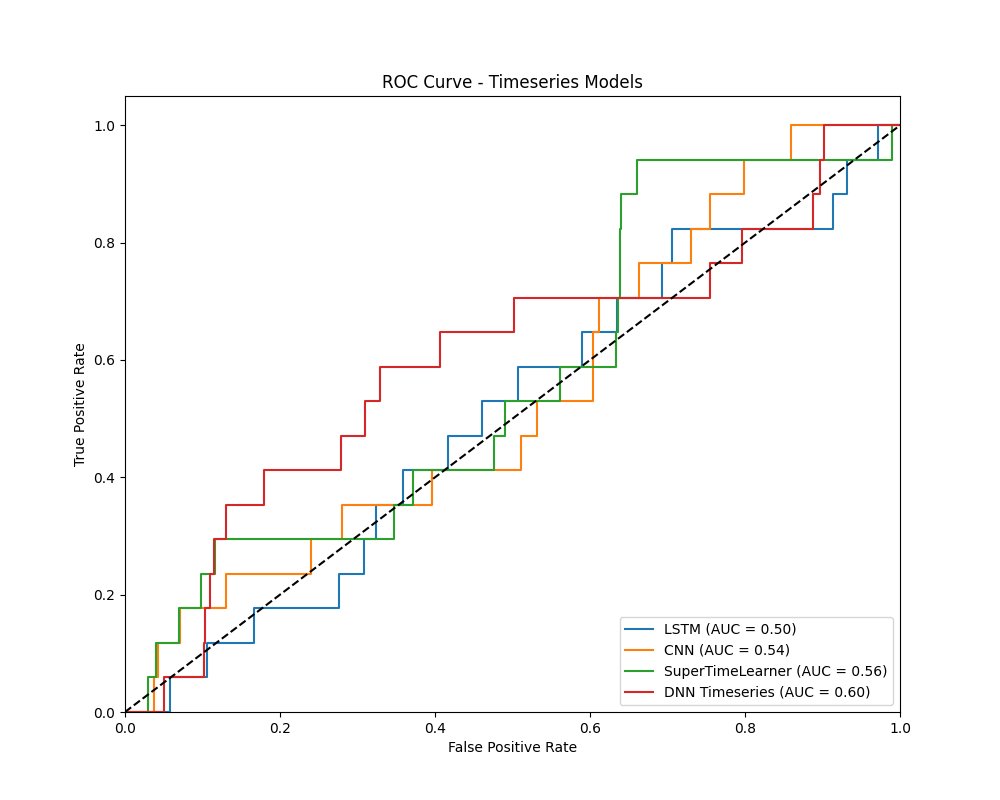 ROC Curve - Timeseries Models
True Positive Rate
1.0
0.8
0.6
0.4
0.2
0.0
LSTM (AUC = 0.50)
CNN (AUC = 0.54)
SuperTimeLearner (AUC = 0.56)
DNN Timeseries (AUC = 0.60)
0.0 0.2 0.4 0.6 0.8 1.0
False Positive Rate